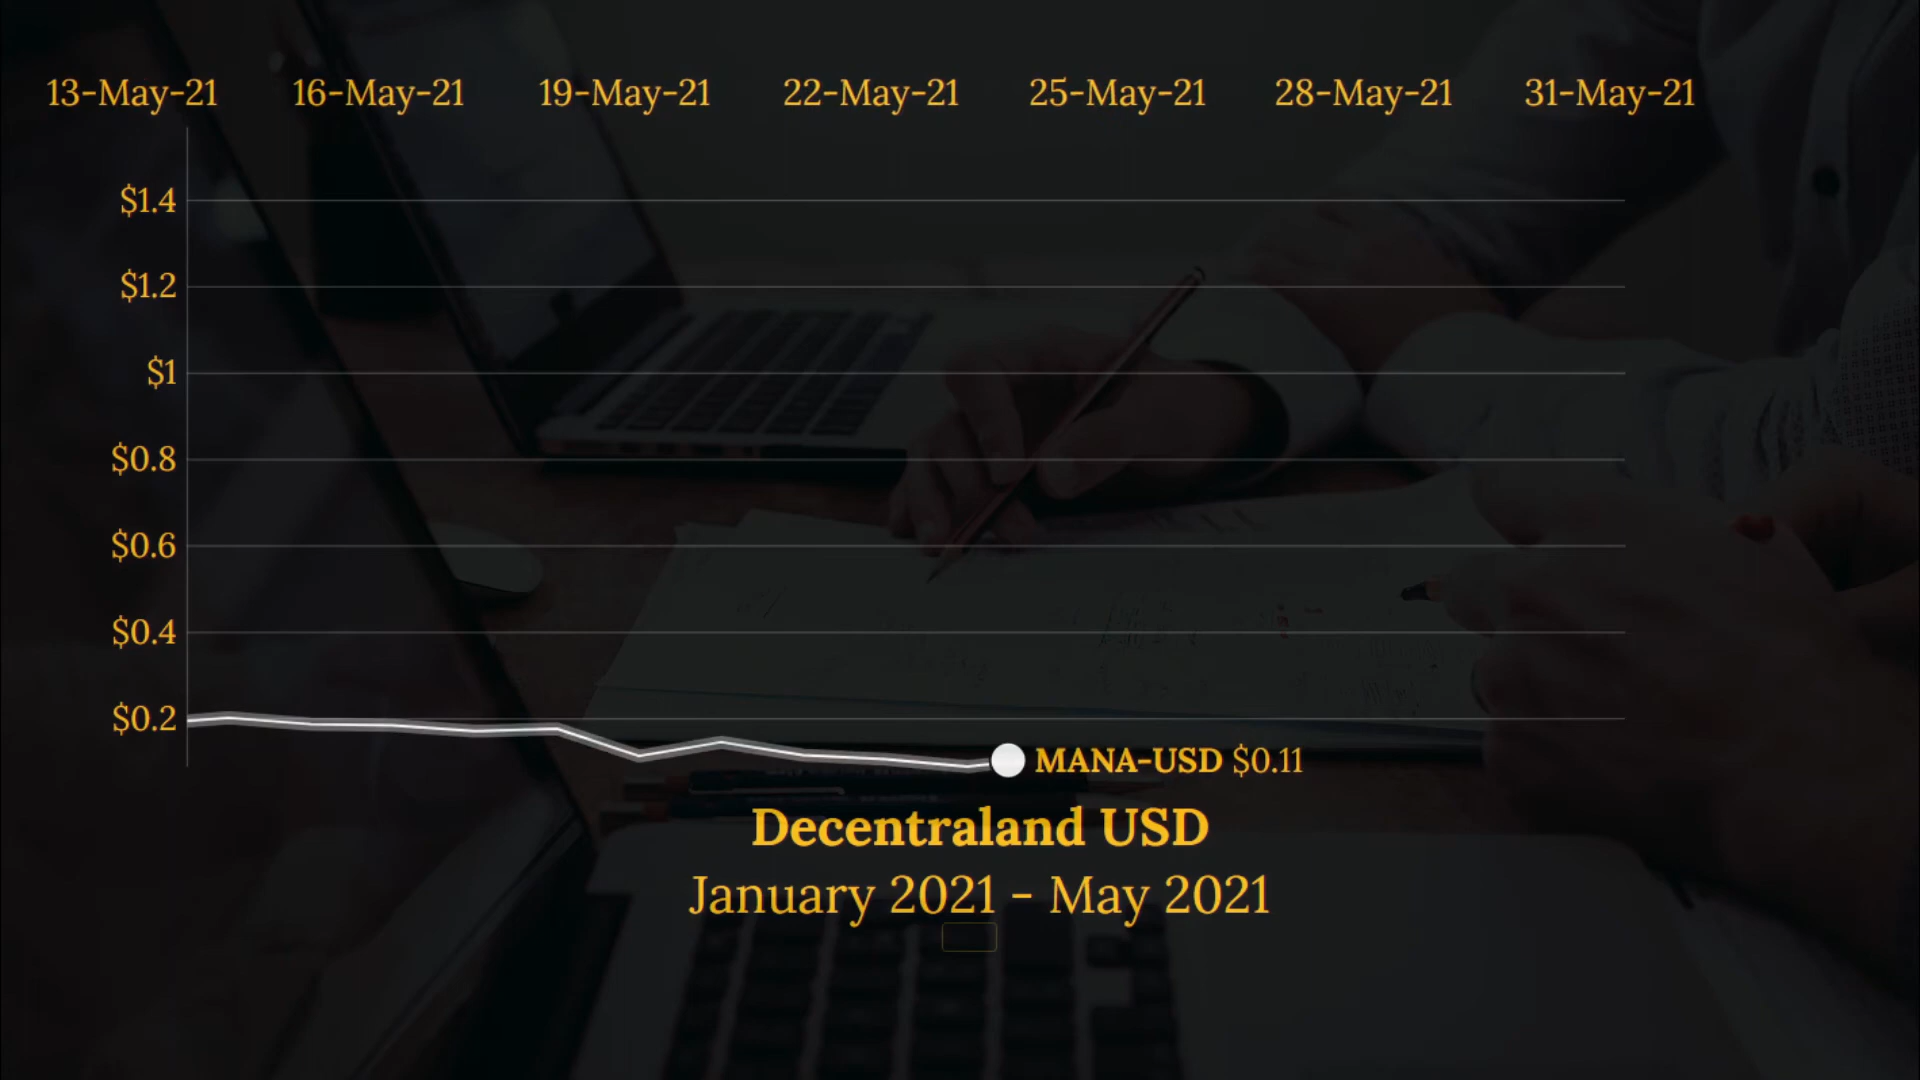 13-May-21 16-May-21 19-May-21 22-May-21 25-May-21 28-May-21 31-May-21
$1.4
$1.2
$1
$0.8
$0.6
$0.4
$0.2
MANA-USD $0.11
Decentraland USD
January 2021 - May 2021